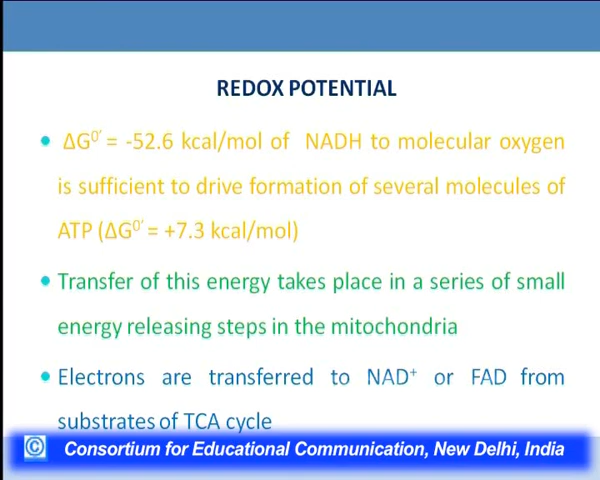 REDOX POTENTIAL
• ΔG⁰′ = -52.6 kcal/mol of NADH to molecular oxygen
is sufficient to drive formation of several molecules of
ATP (ΔG⁰′ = +7.3 kcal/mol)
• Transfer of this energy takes place in a series of small
energy releasing steps in the mitochondria
• Electrons are transferred to NAD⁺ or FAD from
substrates of TCA cycle
© Consortium for Educational Communication, New Delhi, India